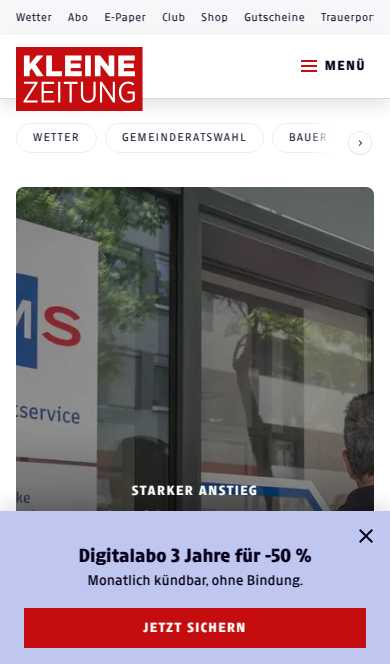 Wetter Abo E-Paper Club Shop Gutscheine Trauerpor
KLEINE
ZEITUNG
MENÜ
WETTER GEMEINDERATSWAHL BAUER
MS
tservice
ke
STARKER ANSTIEG
Digitalabo 3 Jahre für -50 %
Monatlich kündbar, ohne Bindung.
JETZT SICHERN